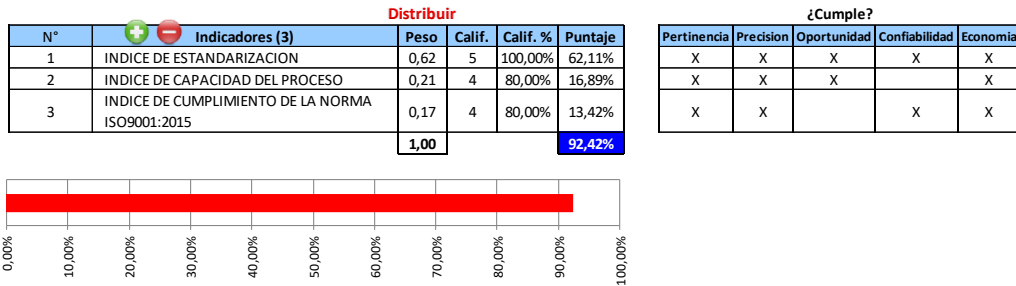 Distribuir ¿Cumple?
N° Indicadores (3) Peso Calif. Calif. % Puntaje Pertinencia Precision Oportunidad Confiabilidad Economia
1 INDICE DE ESTANDARIZACION 0,62 5 100,00% 62,11% X X X X X
2 INDICE DE CAPACIDAD DEL PROCESO 0,21 4 80,00% 16,89% X X X X
3 INDICE DE CUMPLIMIENTO DE LA NORMA
ISO9001:2015 0,17 4 80,00% 13,42% X X X X
1,00 92,42%
0,00% 10,00% 20,00% 30,00% 40,00% 50,00% 60,00% 70,00% 80,00% 90,00% 100,00%